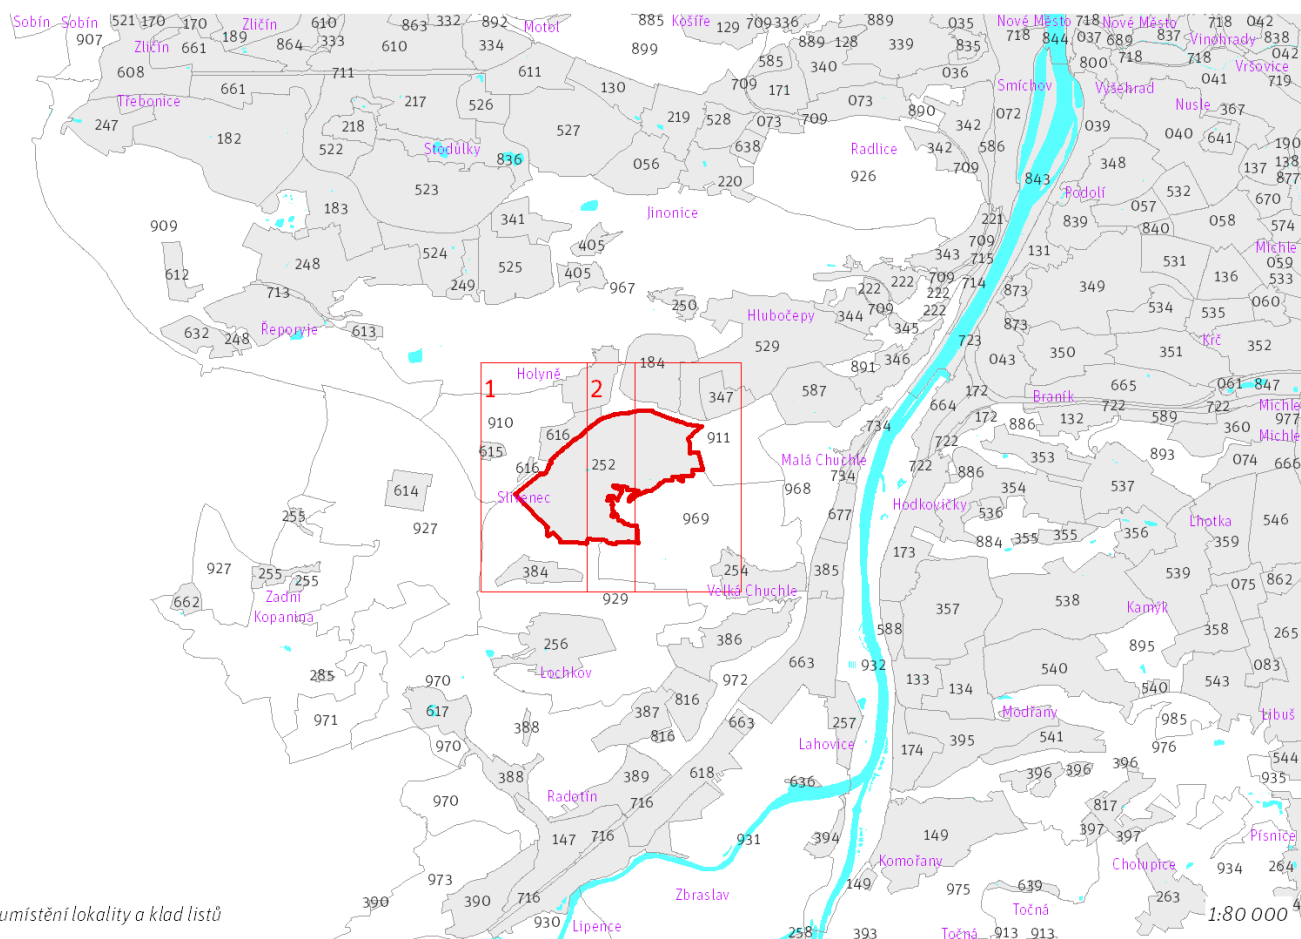 Sobín Sobín 521 170 170 Zličín 610 863 332 892 Motol 885 Košíře 129 709 336 889 035 Nové Město 718 Nové Město 718 042
907 Zličín 661 189 864 333 610 334 899 889 128 339 835 718 844 037 689 837 Vinohrady 838
608 711 611 585 340 036 800 718 718 Vršovice 042
661 217 526 130 709 171 073 890 Smíchov Vyšehrad 041 719
Třebonice 219 528 073 709 072 Nusle 367
247 182 218 527 342 039 040 641 190
522 Stodůlky 836 056 638 Radlice 342 586 348 137 138
523 220 926 709 843 Podolí 532 877
183 341 Jinonice 221 839 057 058 670
909 405 709 840 574
612 248 524 525 405 343 715 131 531 Michle
249 967 222 222 709 714 873 349 136 059 533
713 250 344 709 222 222 534 535 060
632 248 Řeporyje 613 Hlubočepy 345 873 Krč
529 723 043 350 351 352
Holyně 184 891 346 665 061 847
1 2 347 587 172 Braník 722 722 Michle
910 616 911 734 664 172 132 589 977
615 616 252 722 886 353 893 360 Michle
614 Slivenec Malá Chuchle 734 722 886 354 537 074 666
255 927 968 677 Hodkovičky 536 Lhotka 546
969 884 355 355 356 359
927 255 255 384 254 385 173 539 075 862
662 Zadní Kopanina 929 Velká Chuchle 357 538 Kamýk
256 386 588 358 265
285 Lochkov 663 932 895 083
970 972 133 134 540 540 543
971 617 388 387 816 257 Modřany 985 Libuš
970 816 663 Lahovice 174 395 541 976
388 389 618 636 396 396 396 544
970 Radotín 716 935
147 716 931 394 149 817 397 397 Písnice
973 Komořany Cholupice 934 264
390 390 716 Zbraslav 149 975 639 263
930 Lipence 258 393 Točná Točná 913 913
umístění lokality a klad listů 1:80 000